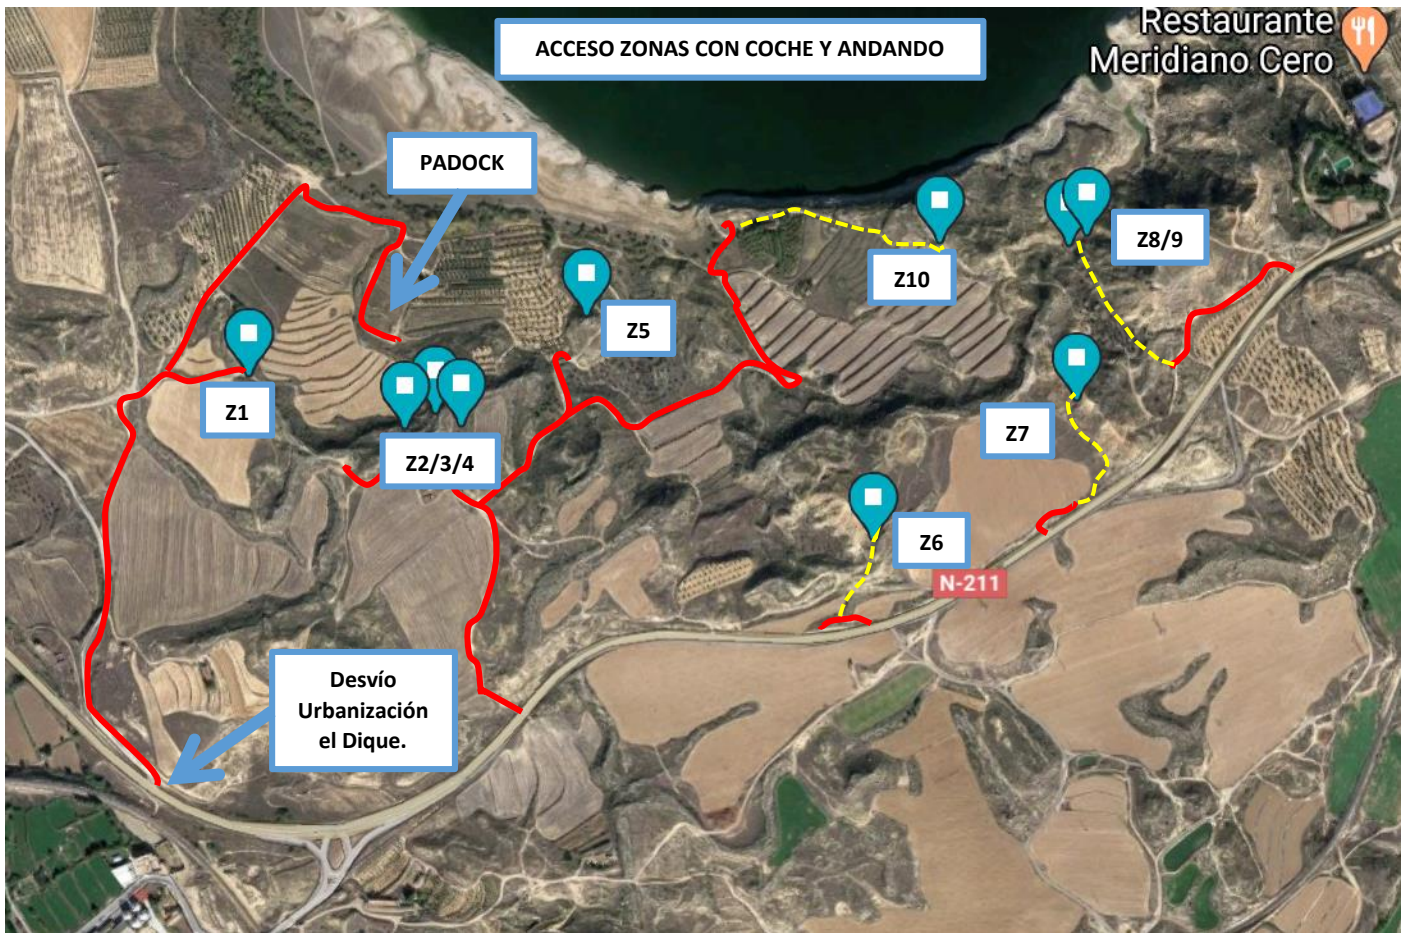 ACCESO ZONAS CON COCHE Y ANDANDO
Restaurante
Meridiano Cero
PADOCK
Z8/9
Z10
Z5
Z1
Z7
Z2/3/4
Z6
N-211
Desvío
Urbanización
el Dique.